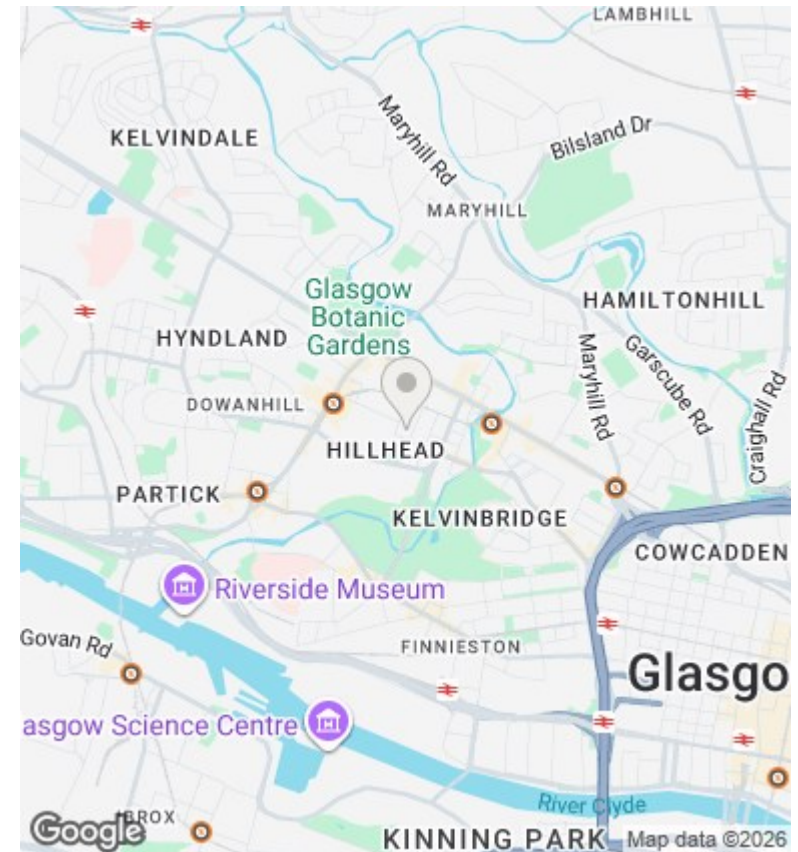 LAMBHILL
Maryhill Rd
Bilsland Dr
KELVINDALE
MARYHILL
Glasgow
Botanic
Gardens
HAMILTONHILL
HYNDLAND
Maryhill Rd
Garscube Rd
Craighall Rd
DOWANHILL
HILLHEAD
PARTICK
KELVINBRIDGE
COWCADDEN
Riverside Museum
Govan Rd
FINNIESTON
Glasgo
asgow Science Centre
River Clyde
IBROX
Google
KINNING PARK
Map data ©2026